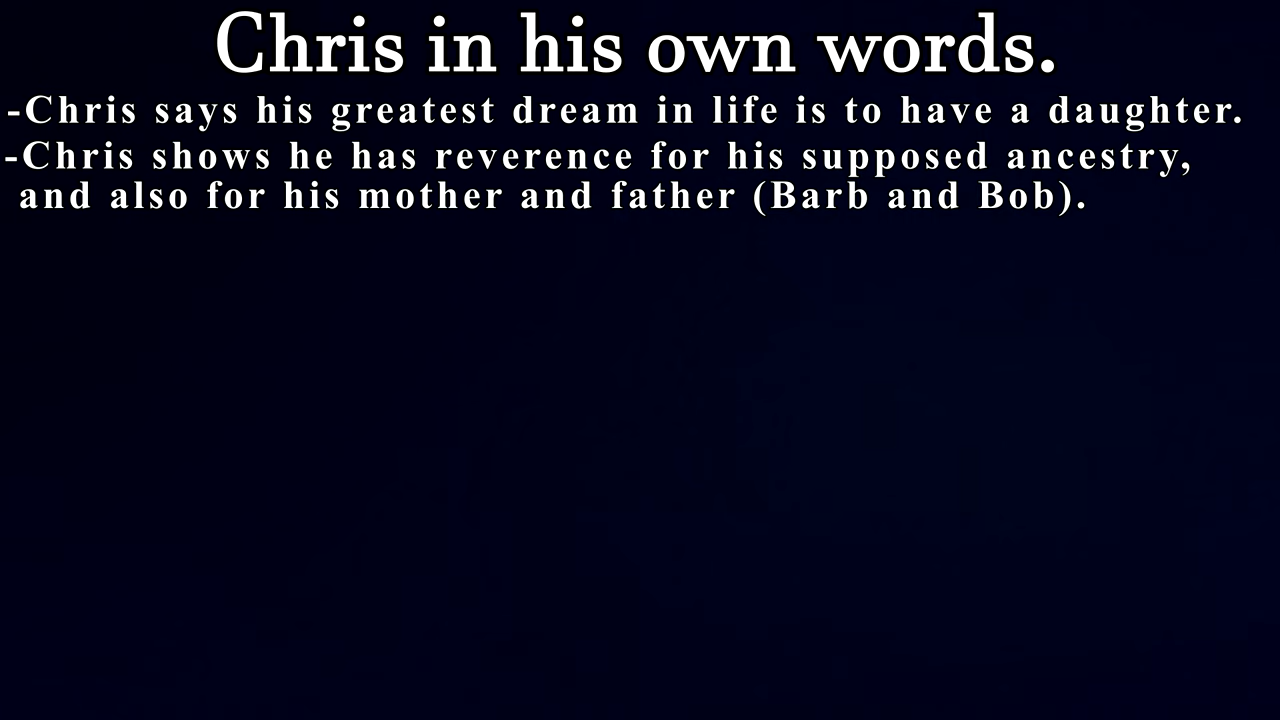 Chris in his own words.
-Chris says his greatest dream in life is to have a daughter.
-Chris shows he has reverence for his supposed ancestry,
and also for his mother and father (Barb and Bob).